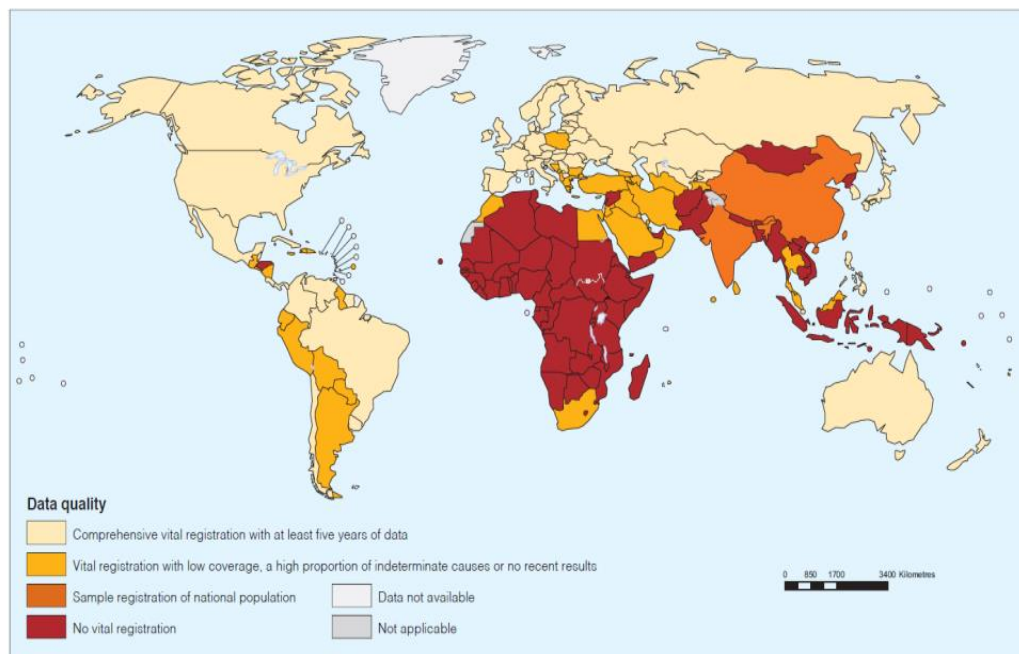 Data quality
Comprehensive vital registration with at least five years of data
Vital registration with low coverage, a high proportion of indeterminate causes or no recent results
Sample registration of national population
Data not available
No vital registration
Not applicable
0 850 1700 3400 Kilometres